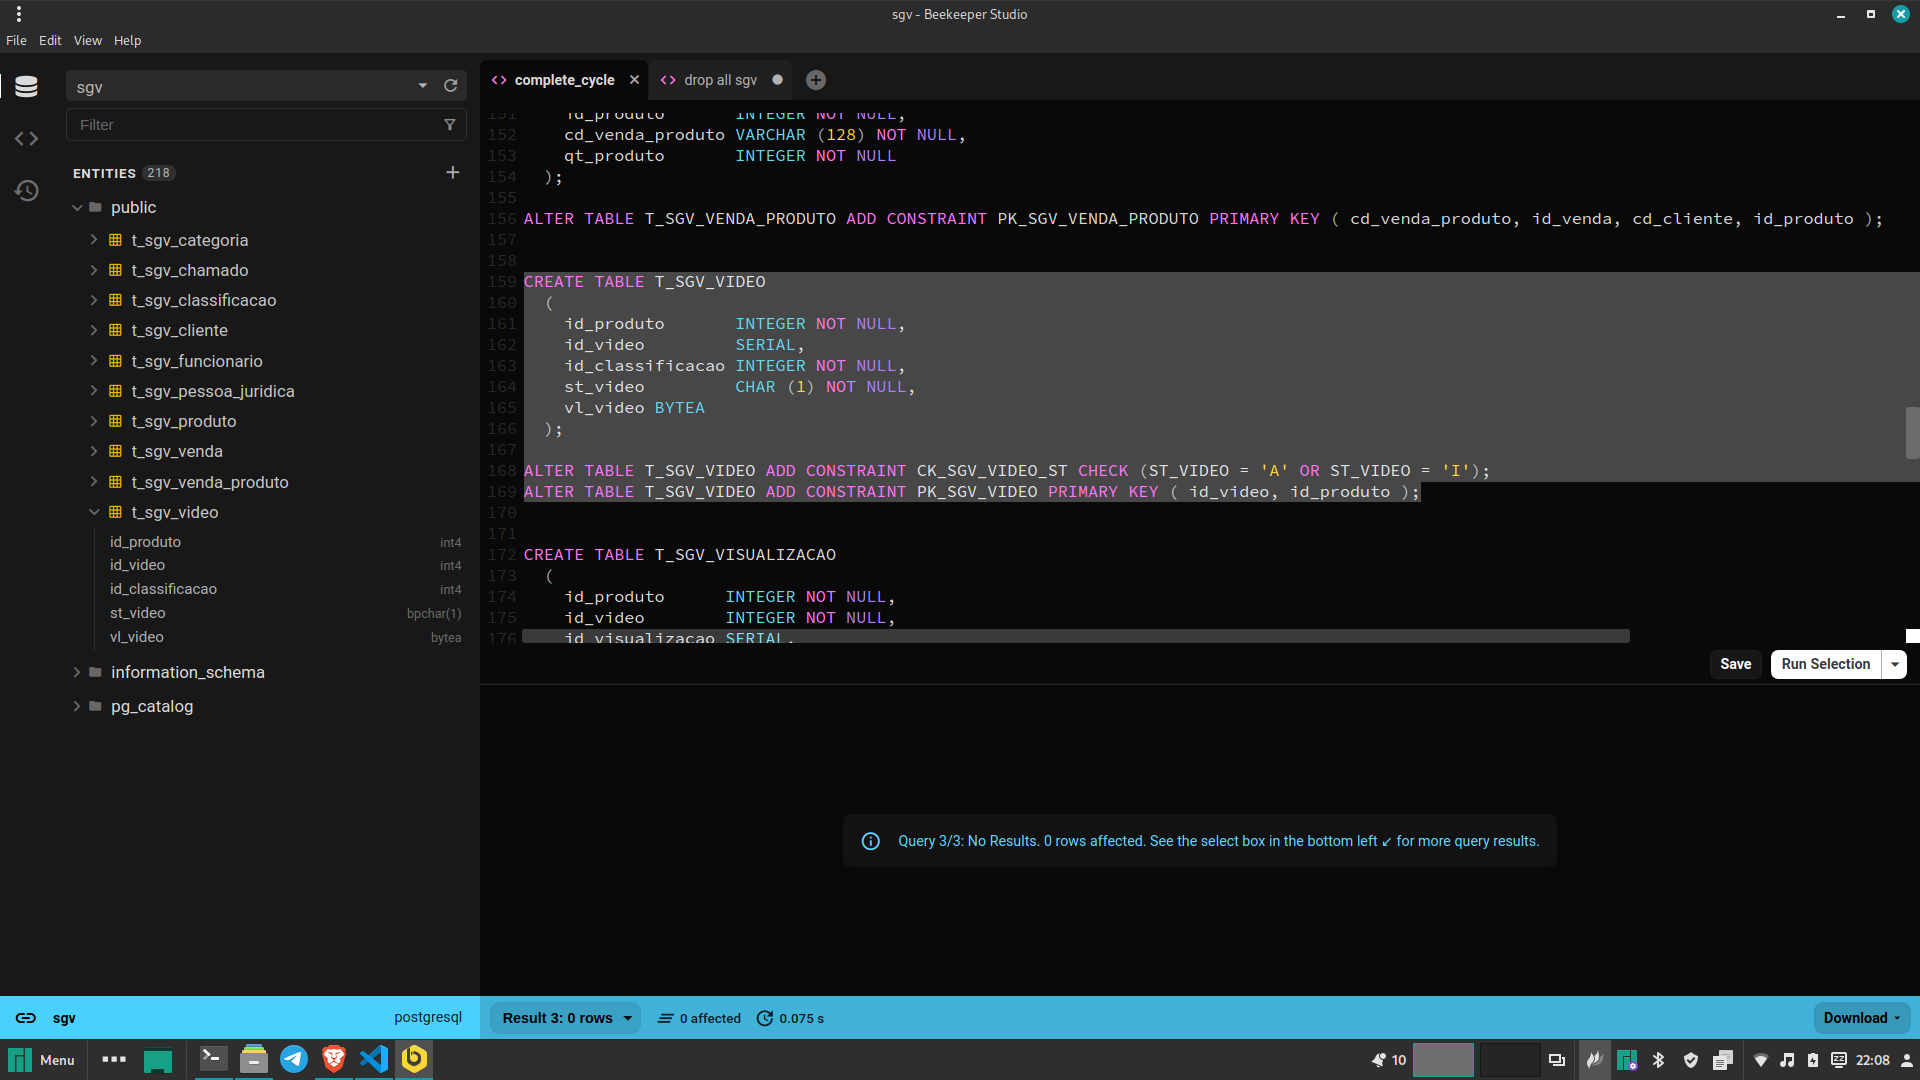 sgv - Beekeeper Studio
File Edit View Help
sgv
Filter
ENTITIES 218
public
t_sgv_categoria
t_sgv_chamado
t_sgv_classificacao
t_sgv_cliente
t_sgv_funcionario
t_sgv_pessoa_juridica
t_sgv_produto
t_sgv_venda
t_sgv_venda_produto
t_sgv_video
id_produto int4
id_video int4
id_classificacao int4
st_video bpchar(1)
vl_video bytea
information_schema
pg_catalog
complete_cycle drop all sgv
151 id_produto INTEGER NOT NULL,
152 cd_venda_produto VARCHAR (128) NOT NULL,
153 qt_produto INTEGER NOT NULL
154 );
155
156 ALTER TABLE T_SGV_VENDA_PRODUTO ADD CONSTRAINT PK_SGV_VENDA_PRODUTO PRIMARY KEY ( cd_venda_produto, id_venda, cd_cliente, id_produto );
157
158
159 CREATE TABLE T_SGV_VIDEO
160 (
161 id_produto INTEGER NOT NULL,
162 id_video SERIAL,
163 id_classificacao INTEGER NOT NULL,
164 st_video CHAR (1) NOT NULL,
165 vl_video BYTEA
166 );
167
168 ALTER TABLE T_SGV_VIDEO ADD CONSTRAINT CK_SGV_VIDEO_ST CHECK (ST_VIDEO = 'A' OR ST_VIDEO = 'I');
169 ALTER TABLE T_SGV_VIDEO ADD CONSTRAINT PK_SGV_VIDEO PRIMARY KEY ( id_video, id_produto );
170
171
172 CREATE TABLE T_SGV_VISUALIZACAO
173 (
174 id_produto INTEGER NOT NULL,
175 id_video INTEGER NOT NULL,
176 id_visualizacao SERIAL,
Save Run Selection
Query 3/3: No Results. 0 rows affected. See the select box in the bottom left ↙ for more query results.
sgv postgresql Result 3: 0 rows 0 affected 0.075 s Download
Menu 10 22:08